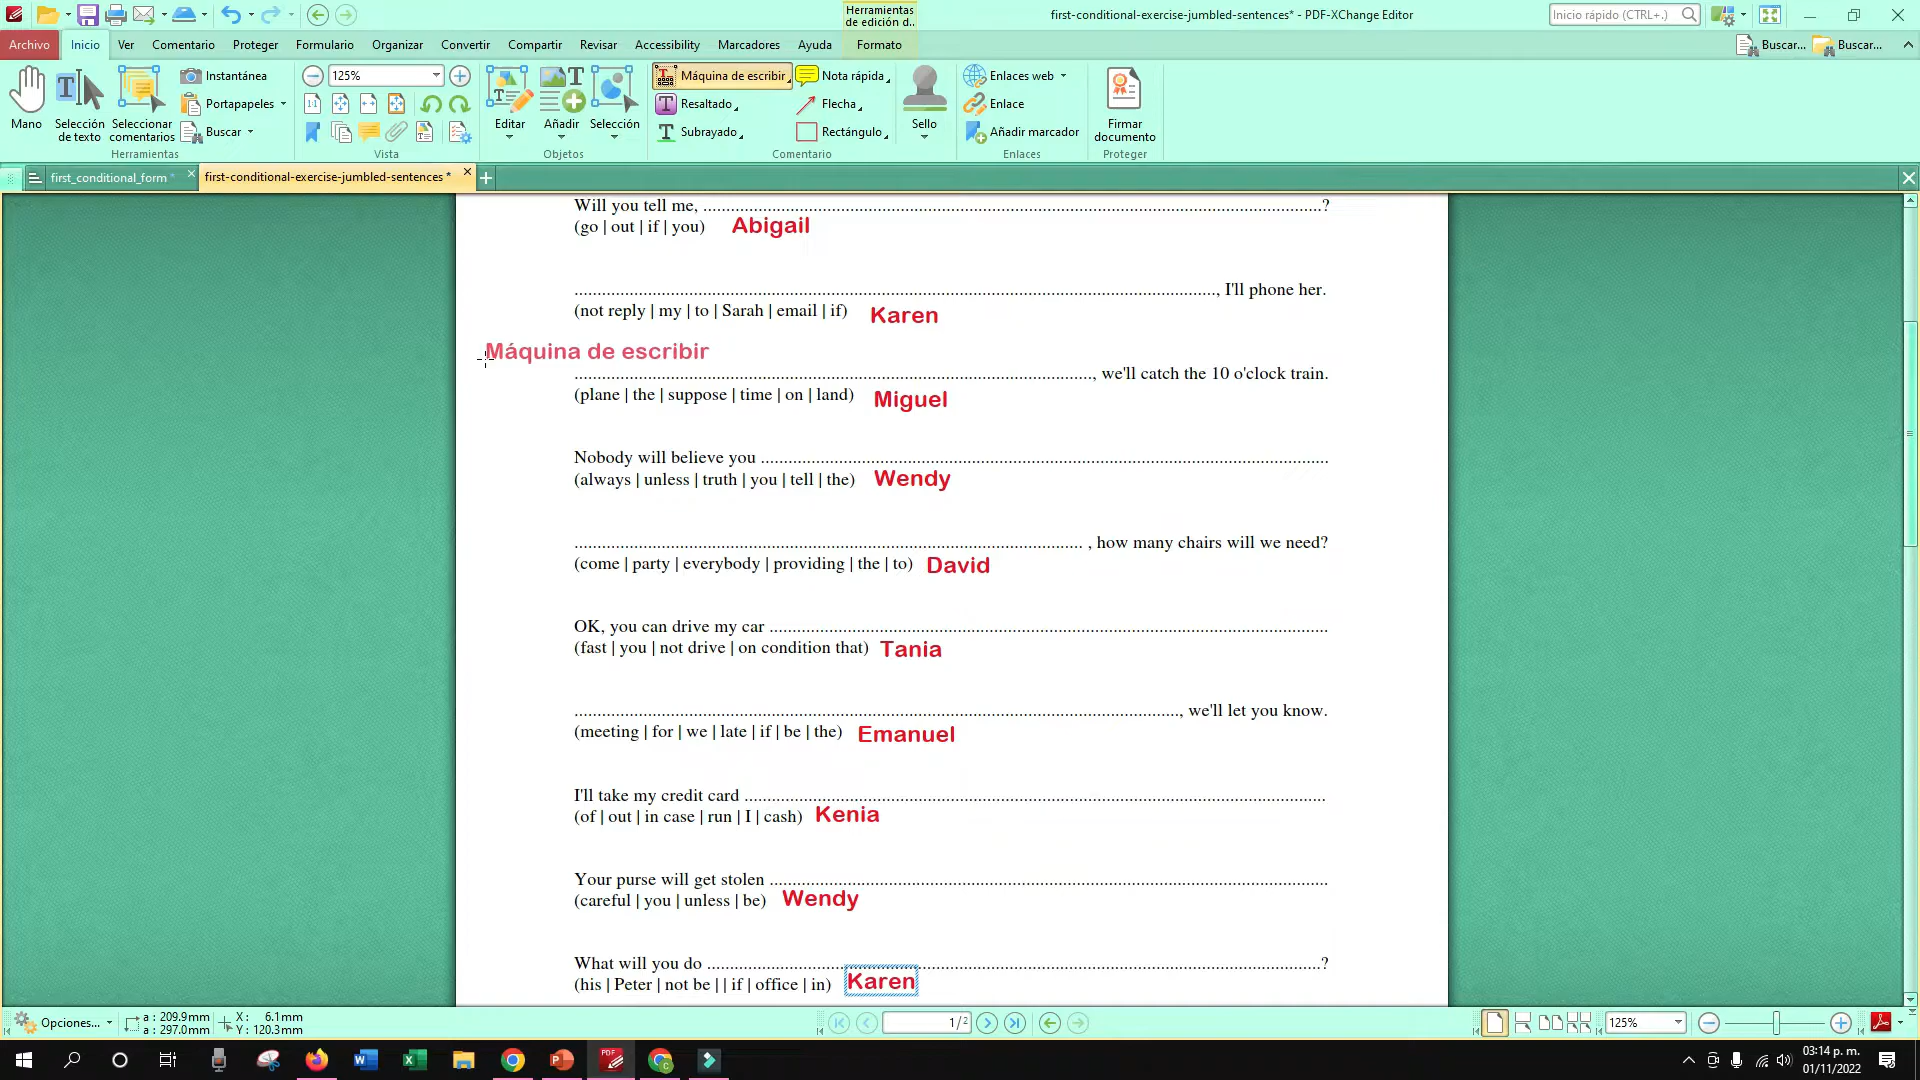 Herramientas
de edición d..
first-conditional-exercise-jumbled-sentences* - PDF-XChange Editor
Inicio rápido (CTRL+.)
Archivo Inicio Ver Comentario Proteger Formulario Organizar Convertir Compartir Revisar Accessibility Marcadores Ayuda Formato Buscar... Buscar...
Mano
Selección
de texto
Seleccionar
comentarios
Instantánea
Portapapeles
Buscar
Herramientas
125%
Vista
Editar
Añadir
Selección
Objetos
Máquina de escribir
Resaltado
Subrayado
Nota rápida
Flecha
Rectángulo
Sello
Comentario
Enlaces web
Enlace
Añadir marcador
Enlaces
Firmar
documento
Proteger
first_conditional_form *
first-conditional-exercise-jumbled-sentences *
Will you tell me, ........................................?
(go | out | if | you) Abigail
........................................, I'll phone her.
(not reply | my | to | Sarah | email | if) Karen
Máquina de escribir
........................................, we'll catch the 10 o'clock train.
(plane | the | suppose | time | on | land) Miguel
Nobody will believe you ........................................
(always | unless | truth | you | tell | the) Wendy
........................................ , how many chairs will we need?
(come | party | everybody | providing | the | to) David
OK, you can drive my car ........................................
(fast | you | not drive | on condition that) Tania
........................................, we'll let you know.
(meeting | for | we | late | if | be | the) Emanuel
I'll take my credit card ........................................
(of | out | in case | run | I | cash) Kenia
Your purse will get stolen ........................................
(careful | you | unless | be) Wendy
What will you do ........................................?
(his | Peter | not be | | if | office | in) Karen
Opciones...
a : 209.9mm
a : 297.0mm
X : 6.1mm
Y : 120.3mm
1/2
125%
03:14 p. m.
01/11/2022